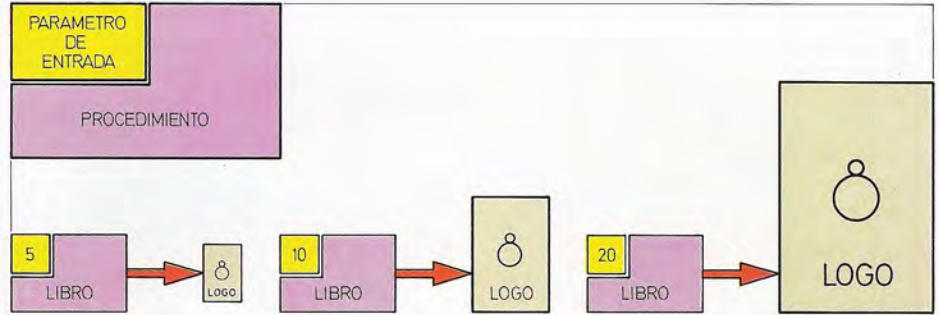 PARAMETRO
DE
ENTRADA
PROCEDIMIENTO
5
LIBRO
LOGO
10
LIBRO
LOGO
20
LIBRO
LOGO